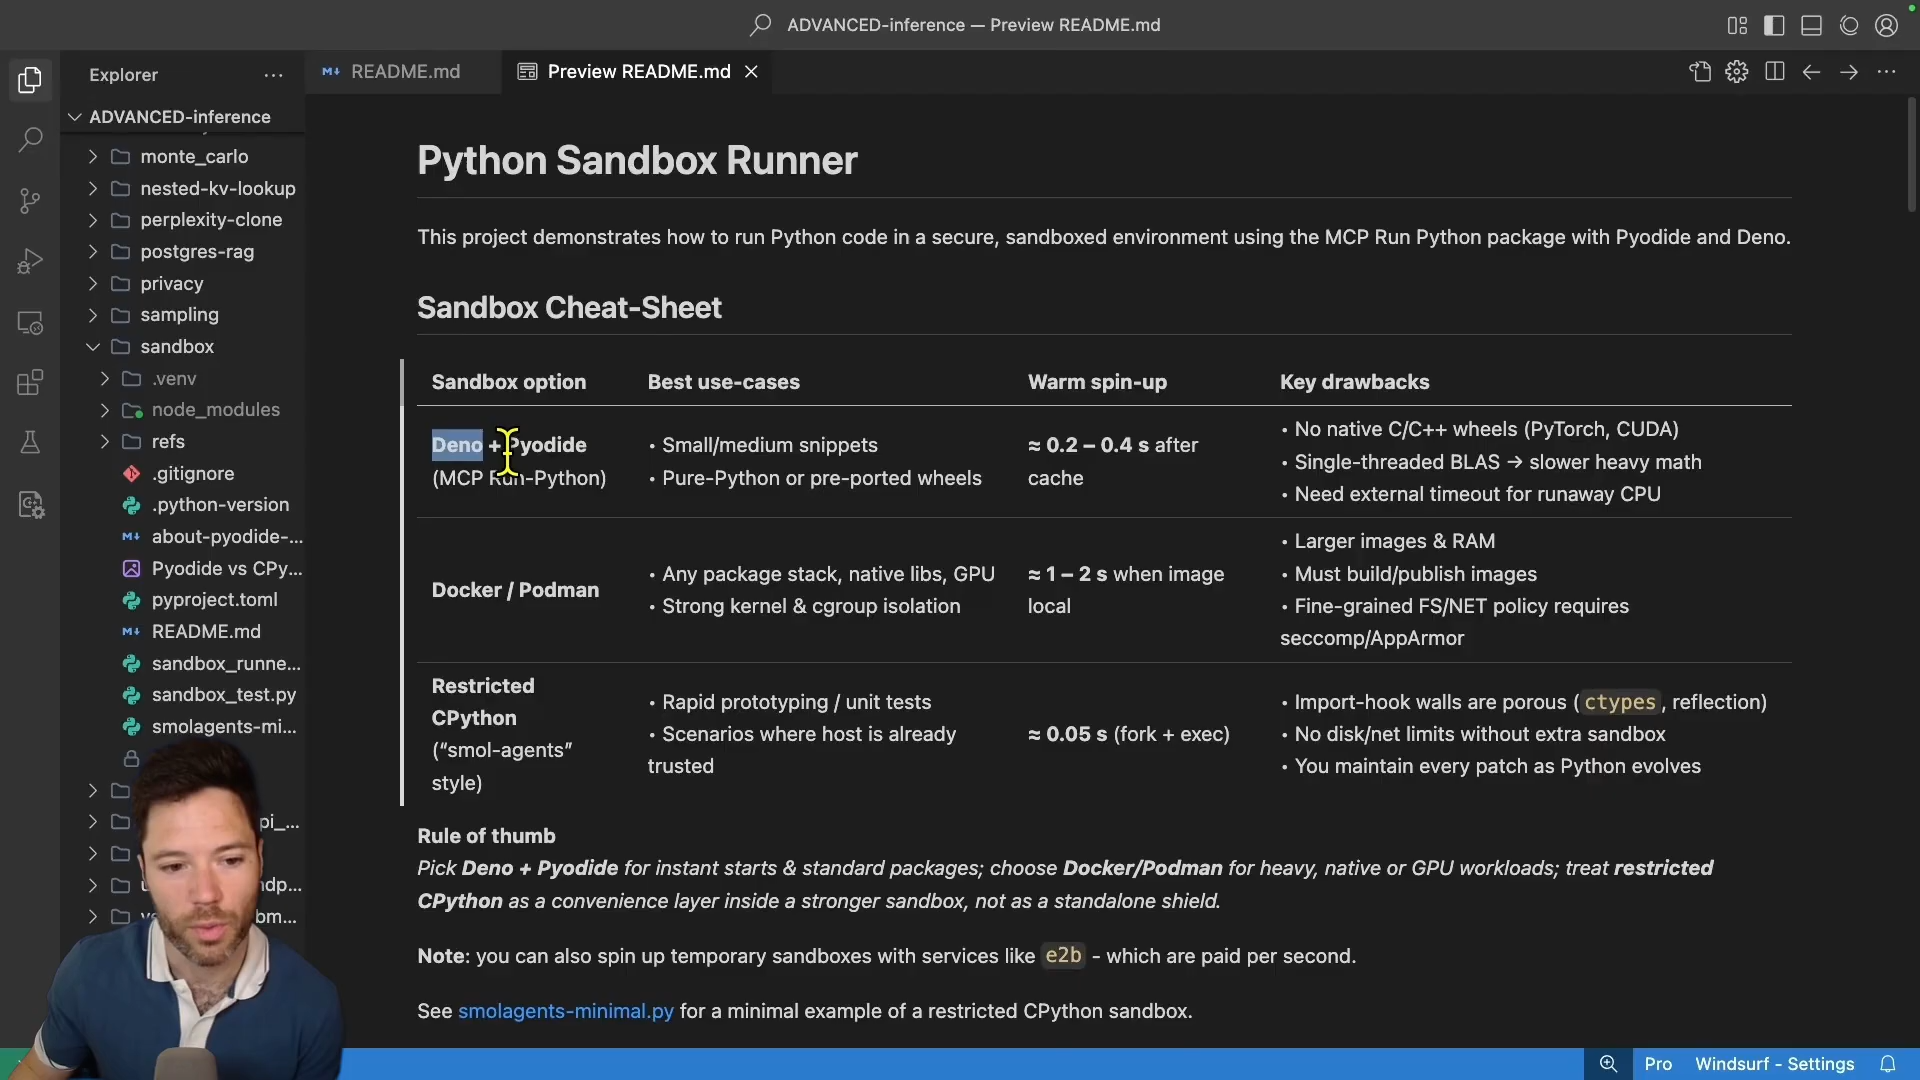 ADVANCED-inference — Preview README.md
Explorer
README.md
Preview README.md
ADVANCED-inference
monte_carlo
nested-kv-lookup
perplexity-clone
postgres-rag
privacy
sampling
sandbox
.venv
node_modules
refs
.gitignore
.python-version
about-pyodide-...
Pyodide vs CPy...
pyproject.toml
README.md
sandbox_runne...
sandbox_test.py
smolagents-mi...
pi_...
Python Sandbox Runner
This project demonstrates how to run Python code in a secure, sandboxed environment using the MCP Run Python package with Pyodide and Deno.
Sandbox Cheat-Sheet
Sandbox option
Best use-cases
Warm spin-up
Key drawbacks
Deno + Pyodide
(MCP Run-Python)
• Small/medium snippets
• Pure-Python or pre-ported wheels
≈ 0.2 – 0.4 s after
cache
• No native C/C++ wheels (PyTorch, CUDA)
• Single-threaded BLAS → slower heavy math
• Need external timeout for runaway CPU
Docker / Podman
• Any package stack, native libs, GPU
• Strong kernel & cgroup isolation
≈ 1 – 2 s when image
local
• Larger images & RAM
• Must build/publish images
• Fine-grained FS/NET policy requires
seccomp/AppArmor
Restricted
CPython
(“smol-agents”
style)
• Rapid prototyping / unit tests
• Scenarios where host is already
trusted
≈ 0.05 s (fork + exec)
• Import-hook walls are porous (ctypes, reflection)
• No disk/net limits without extra sandbox
• You maintain every patch as Python evolves
Rule of thumb
Pick Deno + Pyodide for instant starts & standard packages; choose Docker/Podman for heavy, native or GPU workloads; treat restricted
CPython as a convenience layer inside a stronger sandbox, not as a standalone shield.
Note: you can also spin up temporary sandboxes with services like e2b - which are paid per second.
See smolagents-minimal.py for a minimal example of a restricted CPython sandbox.
Pro
Windsurf - Settings